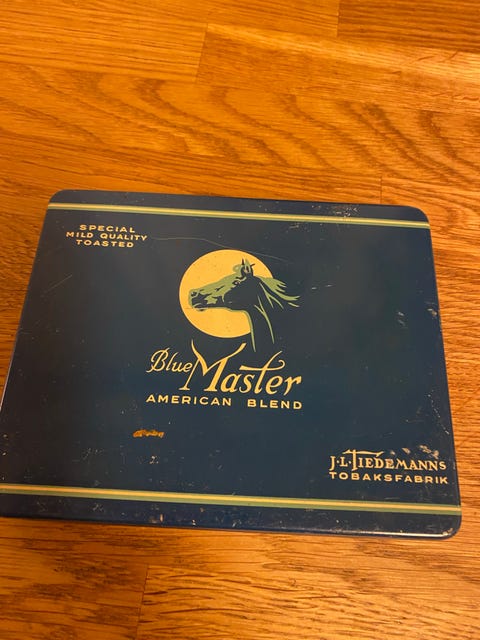 SPECIAL
MILD QUALITY
TOASTED
Blue Master
AMERICAN BLEND
J·L·TIEDEMANNS
TOBAKSFABRIK